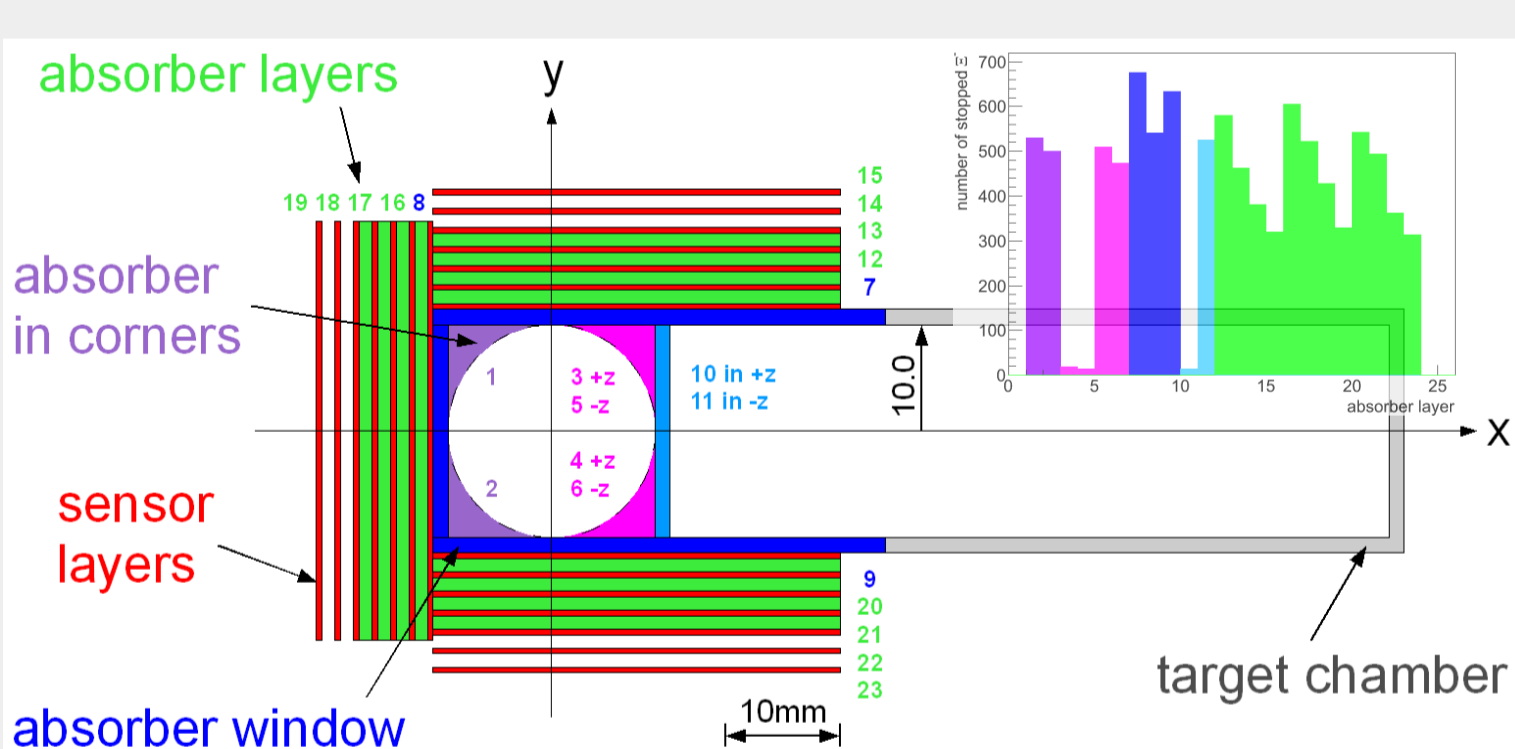 absorber layers
y
19 18 17 16 8
15
14
13
12
7
absorber
in corners
1
2
3 +z
5 -z
4 +z
6 -z
10 in +z
11 in -z
10.0
x
sensor
layers
9
20
21
22
23
absorber window
10mm
target chamber
number of stopped Ξ⁻
700
600
500
400
300
200
100
0
0 5 10 15 20 25
absorber layer